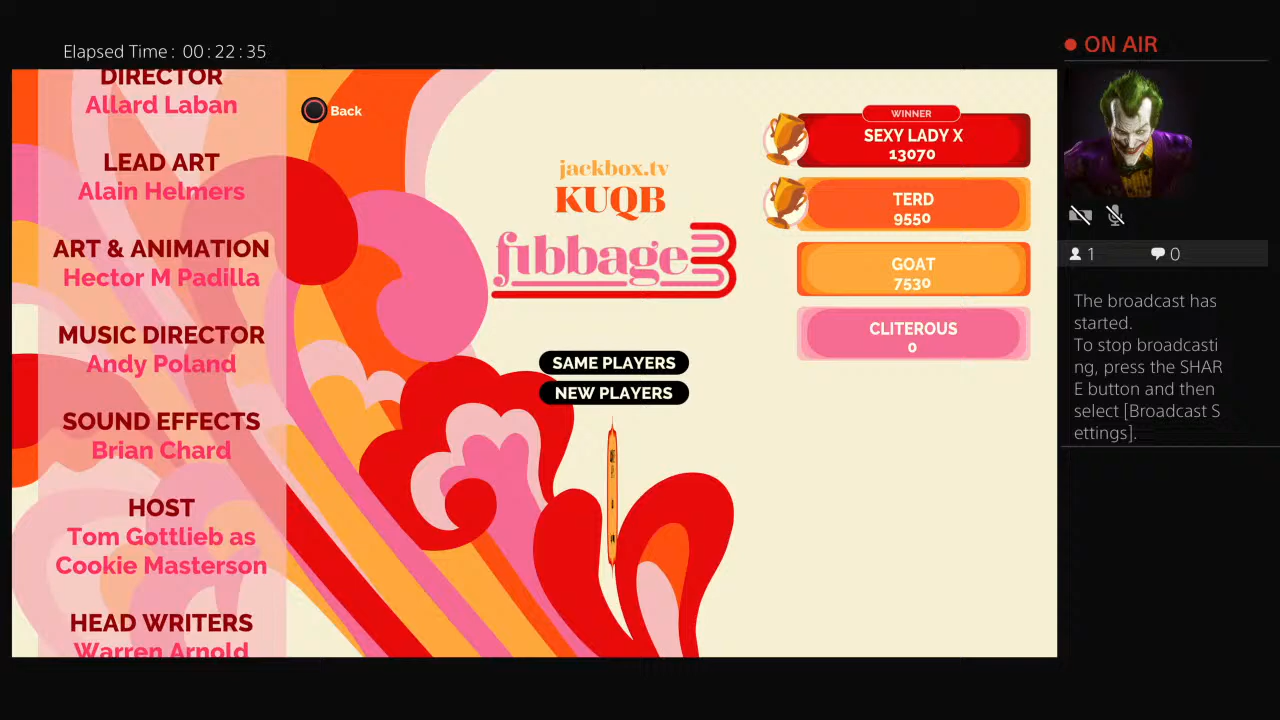 Elapsed Time: 00:22:35
ON AIR
DIRECTOR
Allard Laban
LEAD ART
Alain Helmers
ART & ANIMATION
Hector M Padilla
MUSIC DIRECTOR
Andy Poland
SOUND EFFECTS
Brian Chard
HOST
Tom Gottlieb as
Cookie Masterson
HEAD WRITERS
Warren Arnold
Back
jackbox.tv
KUQB
fibbage 3
SAME PLAYERS
NEW PLAYERS
WINNER
SEXY LADY X
13070
TERD
9550
GOAT
7530
CLITEROUS
0
1
0
The broadcast has
started.
To stop broadcasti
ng, press the SHAR
E button and then
select [Broadcast S
ettings].